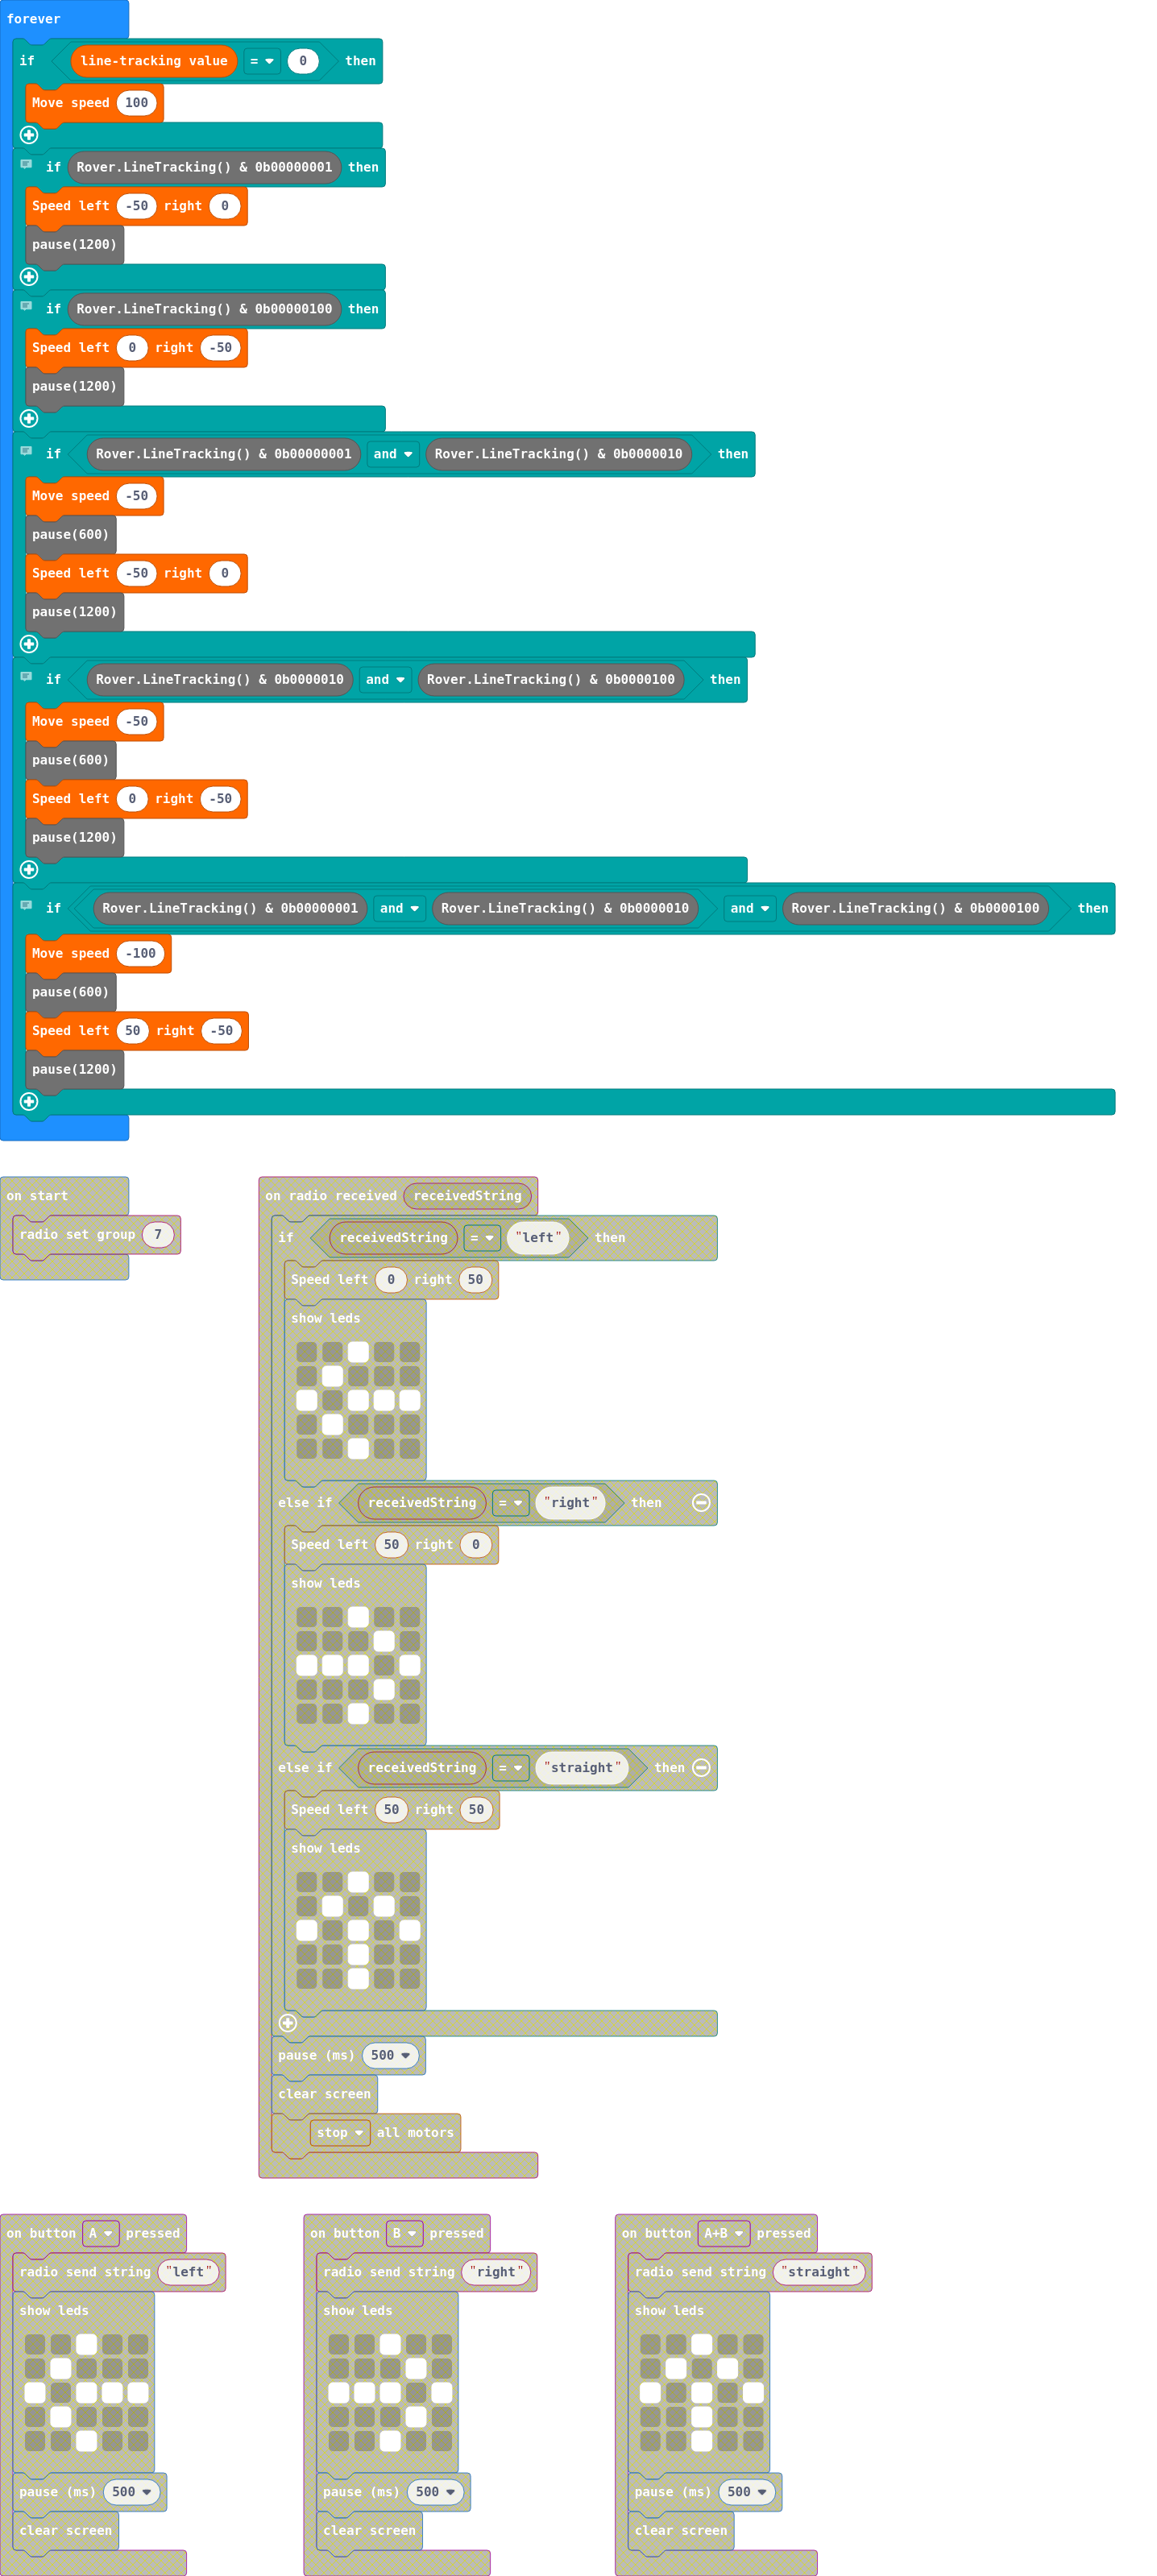 forever
if line-tracking value = 0 then
Move speed 100
if Rover.LineTracking() & 0b00000001 then
Speed left -50 right 0
pause(1200)
if Rover.LineTracking() & 0b00000100 then
Speed left 0 right -50
pause(1200)
if Rover.LineTracking() & 0b00000001 and Rover.LineTracking() & 0b0000010 then
Move speed -50
pause(600)
Speed left -50 right 0
pause(1200)
if Rover.LineTracking() & 0b0000010 and Rover.LineTracking() & 0b0000100 then
Move speed -50
pause(600)
Speed left 0 right -50
pause(1200)
if Rover.LineTracking() & 0b00000001 and Rover.LineTracking() & 0b0000010 and Rover.LineTracking() & 0b0000100 then
Move speed -100
pause(600)
Speed left 50 right -50
pause(1200)
on start
radio set group 7
on radio received receivedString
if receivedString = "left" then
Speed left 0 right 50
show leds
else if receivedString = "right" then
Speed left 50 right 0
show leds
else if receivedString = "straight" then
Speed left 50 right 50
show leds
pause (ms) 500
clear screen
stop all motors
on button A pressed
radio send string "left"
show leds
pause (ms) 500
clear screen
on button B pressed
radio send string "right"
show leds
pause (ms) 500
clear screen
on button A+B pressed
radio send string "straight"
show leds
pause (ms) 500
clear screen